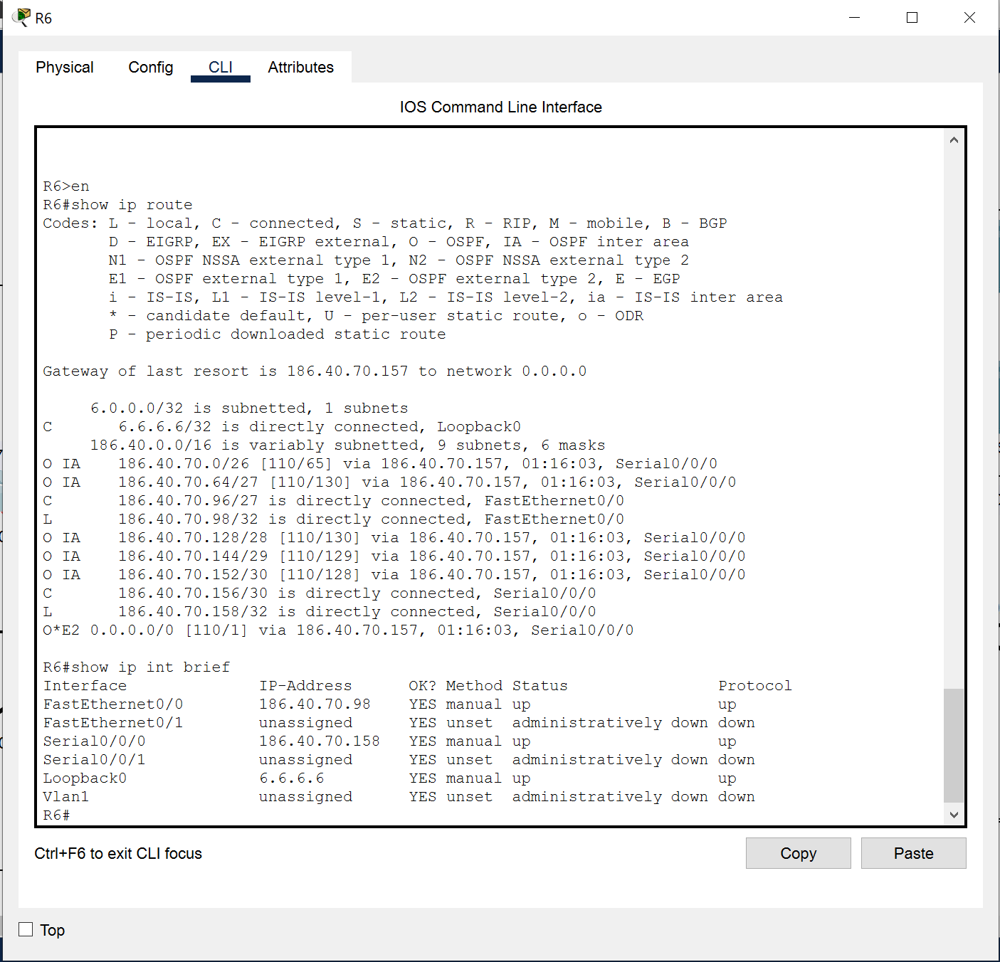 R6
Physical Config CLI Attributes
IOS Command Line Interface
R6>en
R6#show ip route
Codes: L - local, C - connected, S - static, R - RIP, M - mobile, B - BGP
       D - EIGRP, EX - EIGRP external, O - OSPF, IA - OSPF inter area
       N1 - OSPF NSSA external type 1, N2 - OSPF NSSA external type 2
       E1 - OSPF external type 1, E2 - OSPF external type 2, E - EGP
       i - IS-IS, L1 - IS-IS level-1, L2 - IS-IS level-2, ia - IS-IS inter area
       * - candidate default, U - per-user static route, o - ODR
       P - periodic downloaded static route
Gateway of last resort is 186.40.70.157 to network 0.0.0.0
     6.0.0.0/32 is subnetted, 1 subnets
C       6.6.6.6/32 is directly connected, Loopback0
     186.40.0.0/16 is variably subnetted, 9 subnets, 6 masks
O IA    186.40.70.0/26 [110/65] via 186.40.70.157, 01:16:03, Serial0/0/0
O IA    186.40.70.64/27 [110/130] via 186.40.70.157, 01:16:03, Serial0/0/0
C       186.40.70.96/27 is directly connected, FastEthernet0/0
L       186.40.70.98/32 is directly connected, FastEthernet0/0
O IA    186.40.70.128/28 [110/130] via 186.40.70.157, 01:16:03, Serial0/0/0
O IA    186.40.70.144/29 [110/129] via 186.40.70.157, 01:16:03, Serial0/0/0
O IA    186.40.70.152/30 [110/128] via 186.40.70.157, 01:16:03, Serial0/0/0
C       186.40.70.156/30 is directly connected, Serial0/0/0
L       186.40.70.158/32 is directly connected, Serial0/0/0
O*E2 0.0.0.0/0 [110/1] via 186.40.70.157, 01:16:03, Serial0/0/0
R6#show ip int brief
Interface              IP-Address      OK? Method Status                Protocol
FastEthernet0/0        186.40.70.98    YES manual up                    up
FastEthernet0/1        unassigned      YES unset  administratively down down
Serial0/0/0            186.40.70.158   YES manual up                    up
Serial0/0/1            unassigned      YES unset  administratively down down
Loopback0              6.6.6.6         YES manual up                    up
Vlan1                  unassigned      YES unset  administratively down down
R6#
Ctrl+F6 to exit CLI focus Copy Paste
Top